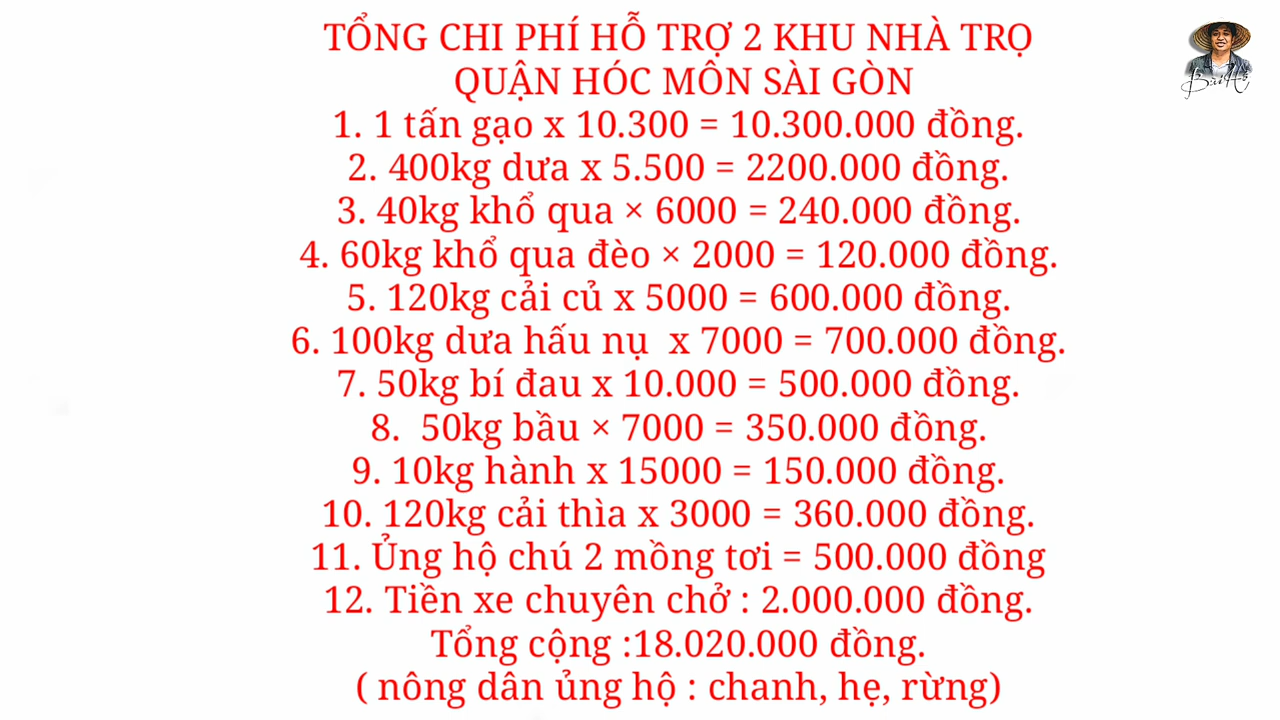 TỔNG CHI PHÍ HỖ TRỢ 2 KHU NHÀ TRỌ
QUẬN HÓC MÔN SÀI GÒN
1. 1 tấn gạo x 10.300 = 10.300.000 đồng.
2. 400kg dưa x 5.500 = 2200.000 đồng.
3. 40kg khổ qua × 6000 = 240.000 đồng.
4. 60kg khổ qua đèo × 2000 = 120.000 đồng.
5. 120kg cải củ x 5000 = 600.000 đồng.
6. 100kg dưa hấu nụ  x 7000 = 700.000 đồng.
7. 50kg bí đau x 10.000 = 500.000 đồng.
8.  50kg bầu × 7000 = 350.000 đồng.
9. 10kg hành x 15000 = 150.000 đồng.
10. 120kg cải thìa x 3000 = 360.000 đồng.
11. Ủng hộ chú 2 mồng tơi = 500.000 đồng
12. Tiền xe chuyên chở : 2.000.000 đồng.
Tổng cộng :18.020.000 đồng.
( nông dân ủng hộ : chanh, hẹ, rừng)